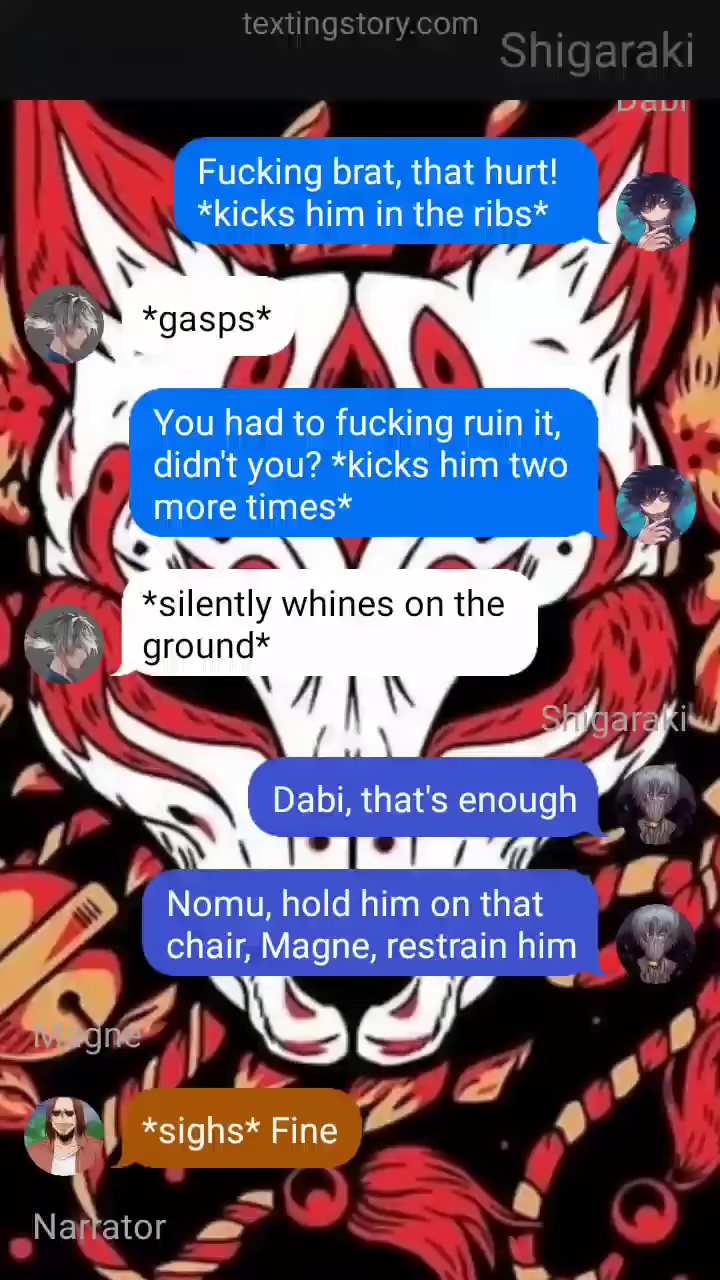 textingstory.com
Shigaraki
Dabi
Fucking brat, that hurt!
*kicks him in the ribs*
*gasps*
You had to fucking ruin it,
didn't you? *kicks him two
more times*
*silently whines on the
ground*
Shigaraki
Dabi, that's enough
Nomu, hold him on that
chair, Magne, restrain him
Magne
*sighs* Fine
Narrator